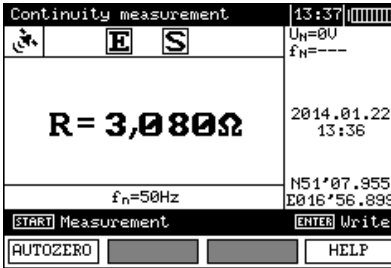 Continuity measurement 13:37
E S
UN=0V
fN=---
R= 3,080Ω
2014.01.22
13:36
N51'07.955
E016'56.899
fn=50Hz
START Measurement ENTER Write
AUTOZERO HELP